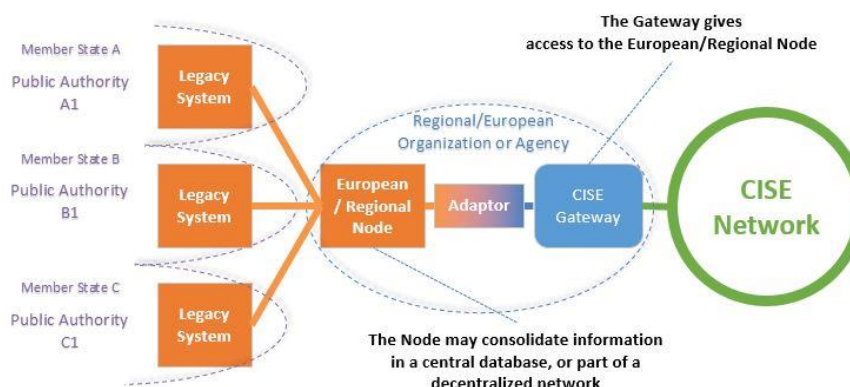 The Gateway gives
access to the European/Regional Node
Member State A
Public Authority
A1
Legacy
System
Regional/European
Organization or Agency
Member State B
Public Authority
B1
Legacy
System
European
/ Regional
Node
Adaptor
CISE
Gateway
CISE
Network
Member State C
Public Authority
C1
Legacy
System
The Node may consolidate information
in a central database, or part of a
decentralized network